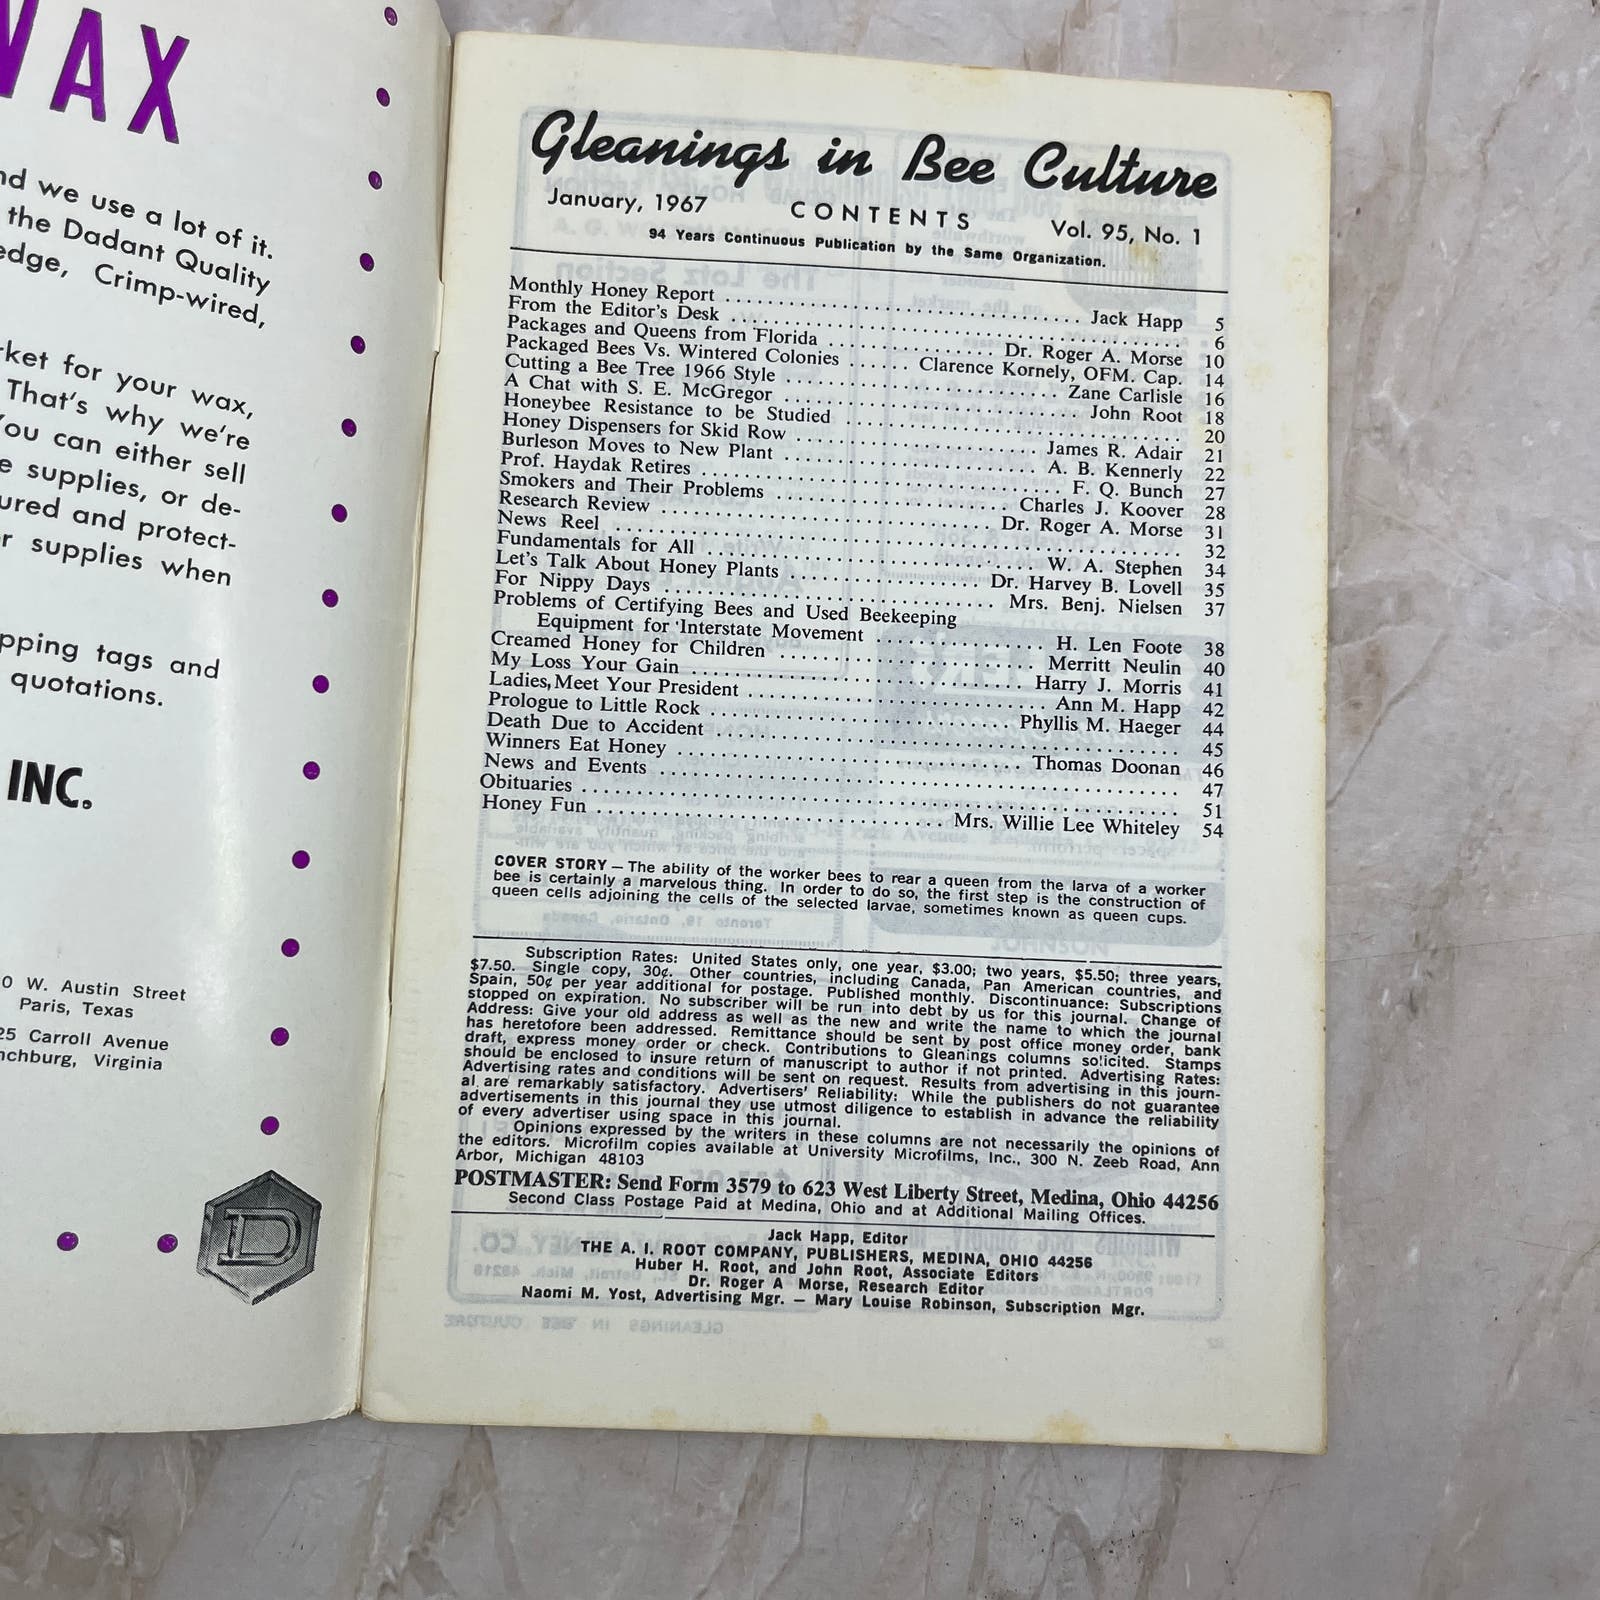 WAX
nd we use a lot of it.
the Dadant Quality
edge, Crimp-wired,
rket for your wax,
That's why we're
You can either sell
e supplies, or de-
ured and protect-
r supplies when
pping tags and
quotations.
INC.
0 W. Austin Street
Paris, Texas
25 Carroll Avenue
nchburg, Virginia
D
Gleanings in Bee Culture
January, 1967 CONTENTS Vol. 95, No. 1
94 Years Continuous Publication by the Same Organization.
Monthly Honey Report ........ Jack Happ 5
From the Editor's Desk ........ 6
Packages and Queens from Florida ........ Dr. Roger A. Morse 10
Packaged Bees Vs. Wintered Colonies ...... Clarence Kornely, OFM. Cap. 14
Cutting a Bee Tree 1966 Style ........ Zane Carlisle 16
A Chat with S. E. McGregor ........ John Root 18
Honeybee Resistance to be Studied ........ 20
Honey Dispensers for Skid Row ........ James R. Adair 21
Burleson Moves to New Plant ........ A. B. Kennerly 22
Prof. Haydak Retires ........ F. Q. Bunch 27
Smokers and Their Problems ........ Charles J. Koover 28
Research Review ........ Dr. Roger A. Morse 31
News Reel ........ 32
Fundamentals for All ........ W. A. Stephen 34
Let's Talk About Honey Plants ........ Dr. Harvey B. Lovell 35
For Nippy Days ........ Mrs. Benj. Nielsen 37
Problems of Certifying Bees and Used Beekeeping
Equipment for Interstate Movement ........ H. Len Foote 38
Creamed Honey for Children ........ Merritt Neulin 40
My Loss Your Gain ........ Harry J. Morris 41
Ladies, Meet Your President ........ Ann M. Happ 42
Prologue to Little Rock ........ Phyllis M. Haeger 44
Death Due to Accident ........ 45
Winners Eat Honey ........ Thomas Doonan 46
News and Events ........ 47
Obituaries ........ 51
Honey Fun ........ Mrs. Willie Lee Whiteley 54
COVER STORY — The ability of the worker bees to rear a queen from the larva of a worker
bee is certainly a marvelous thing. In order to do so, the first step is the construction of
queen cells adjoining the cells of the selected larvae, sometimes known as queen cups.
Subscription Rates: United States only, one year, $3.00; two years, $5.50; three years,
$7.50. Single copy, 30¢. Other countries, including Canada, Pan American countries, and
Spain, 50¢ per year additional for postage. Published monthly. Discontinuance: Subscriptions
stopped on expiration. No subscriber will be run into debt by us for this journal. Change of
Address: Give your old address as well as the new and write the name to which the journal
has heretofore been addressed. Remittance should be sent by post office money order, bank
draft, express money order or check. Contributions to Gleanings columns solicited. Stamps
should be enclosed to insure return of manuscript to author if not printed. Advertising Rates:
Advertising rates and conditions will be sent on request. Results from advertising in this journ-
al are remarkably satisfactory. Advertisers' Reliability: While the publishers do not guarantee
advertisements in this journal they use utmost diligence to establish in advance the reliability
of every advertiser using space in this journal.
Opinions expressed by the writers in these columns are not necessarily the opinions of
the editors. Microfilm copies available at University Microfilms, Inc., 300 N. Zeeb Road, Ann
Arbor, Michigan 48103
POSTMASTER: Send Form 3579 to 623 West Liberty Street, Medina, Ohio 44256
Second Class Postage Paid at Medina, Ohio and at Additional Mailing Offices.
Jack Happ, Editor
THE A. I. ROOT COMPANY, PUBLISHERS, MEDINA, OHIO 44256
Huber H. Root, and John Root, Associate Editors
Dr. Roger A Morse, Research Editor
Naomi M. Yost, Advertising Mgr. — Mary Louise Robinson, Subscription Mgr.